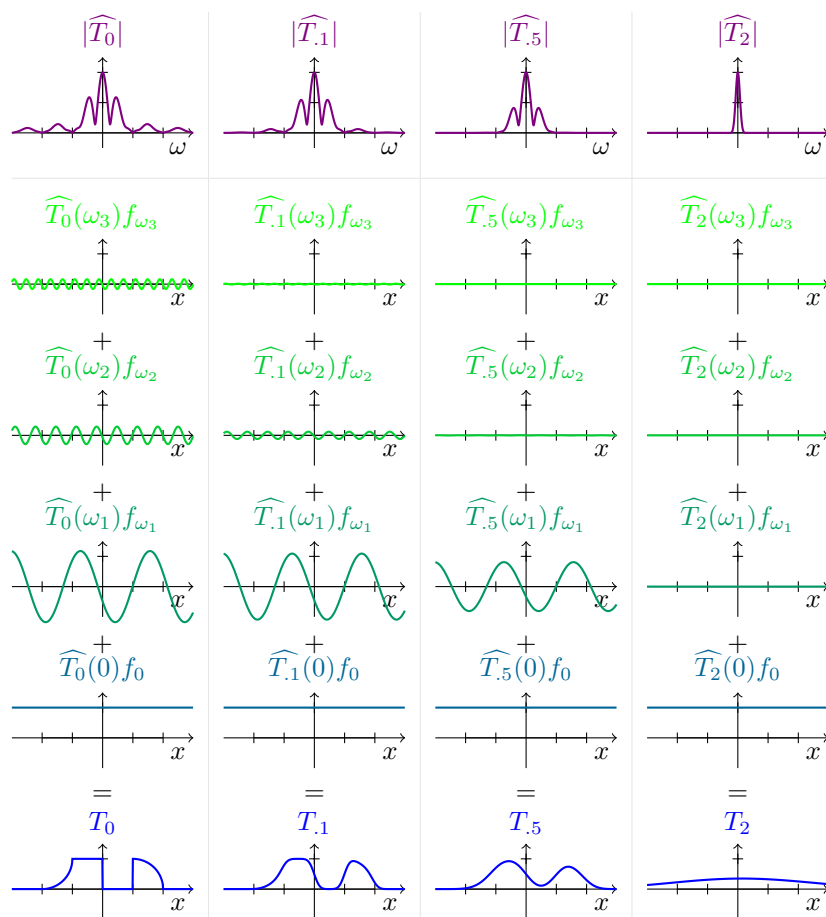 |T̂₀| |T̂.₁| |T̂.₅| |T̂₂|
ω ω ω ω
T̂₀(ω₃)f_ω₃ T̂.₁(ω₃)f_ω₃ T̂.₅(ω₃)f_ω₃ T̂₂(ω₃)f_ω₃
x x x x
+ + + +
T̂₀(ω₂)f_ω₂ T̂.₁(ω₂)f_ω₂ T̂.₅(ω₂)f_ω₂ T̂₂(ω₂)f_ω₂
x x x x
+ + + +
T̂₀(ω₁)f_ω₁ T̂.₁(ω₁)f_ω₁ T̂.₅(ω₁)f_ω₁ T̂₂(ω₁)f_ω₁
x x x x
+ + + +
T̂₀(0)f₀ T̂.₁(0)f₀ T̂.₅(0)f₀ T̂₂(0)f₀
x x x x
= = = =
T₀ T.₁ T.₅ T₂
x x x x